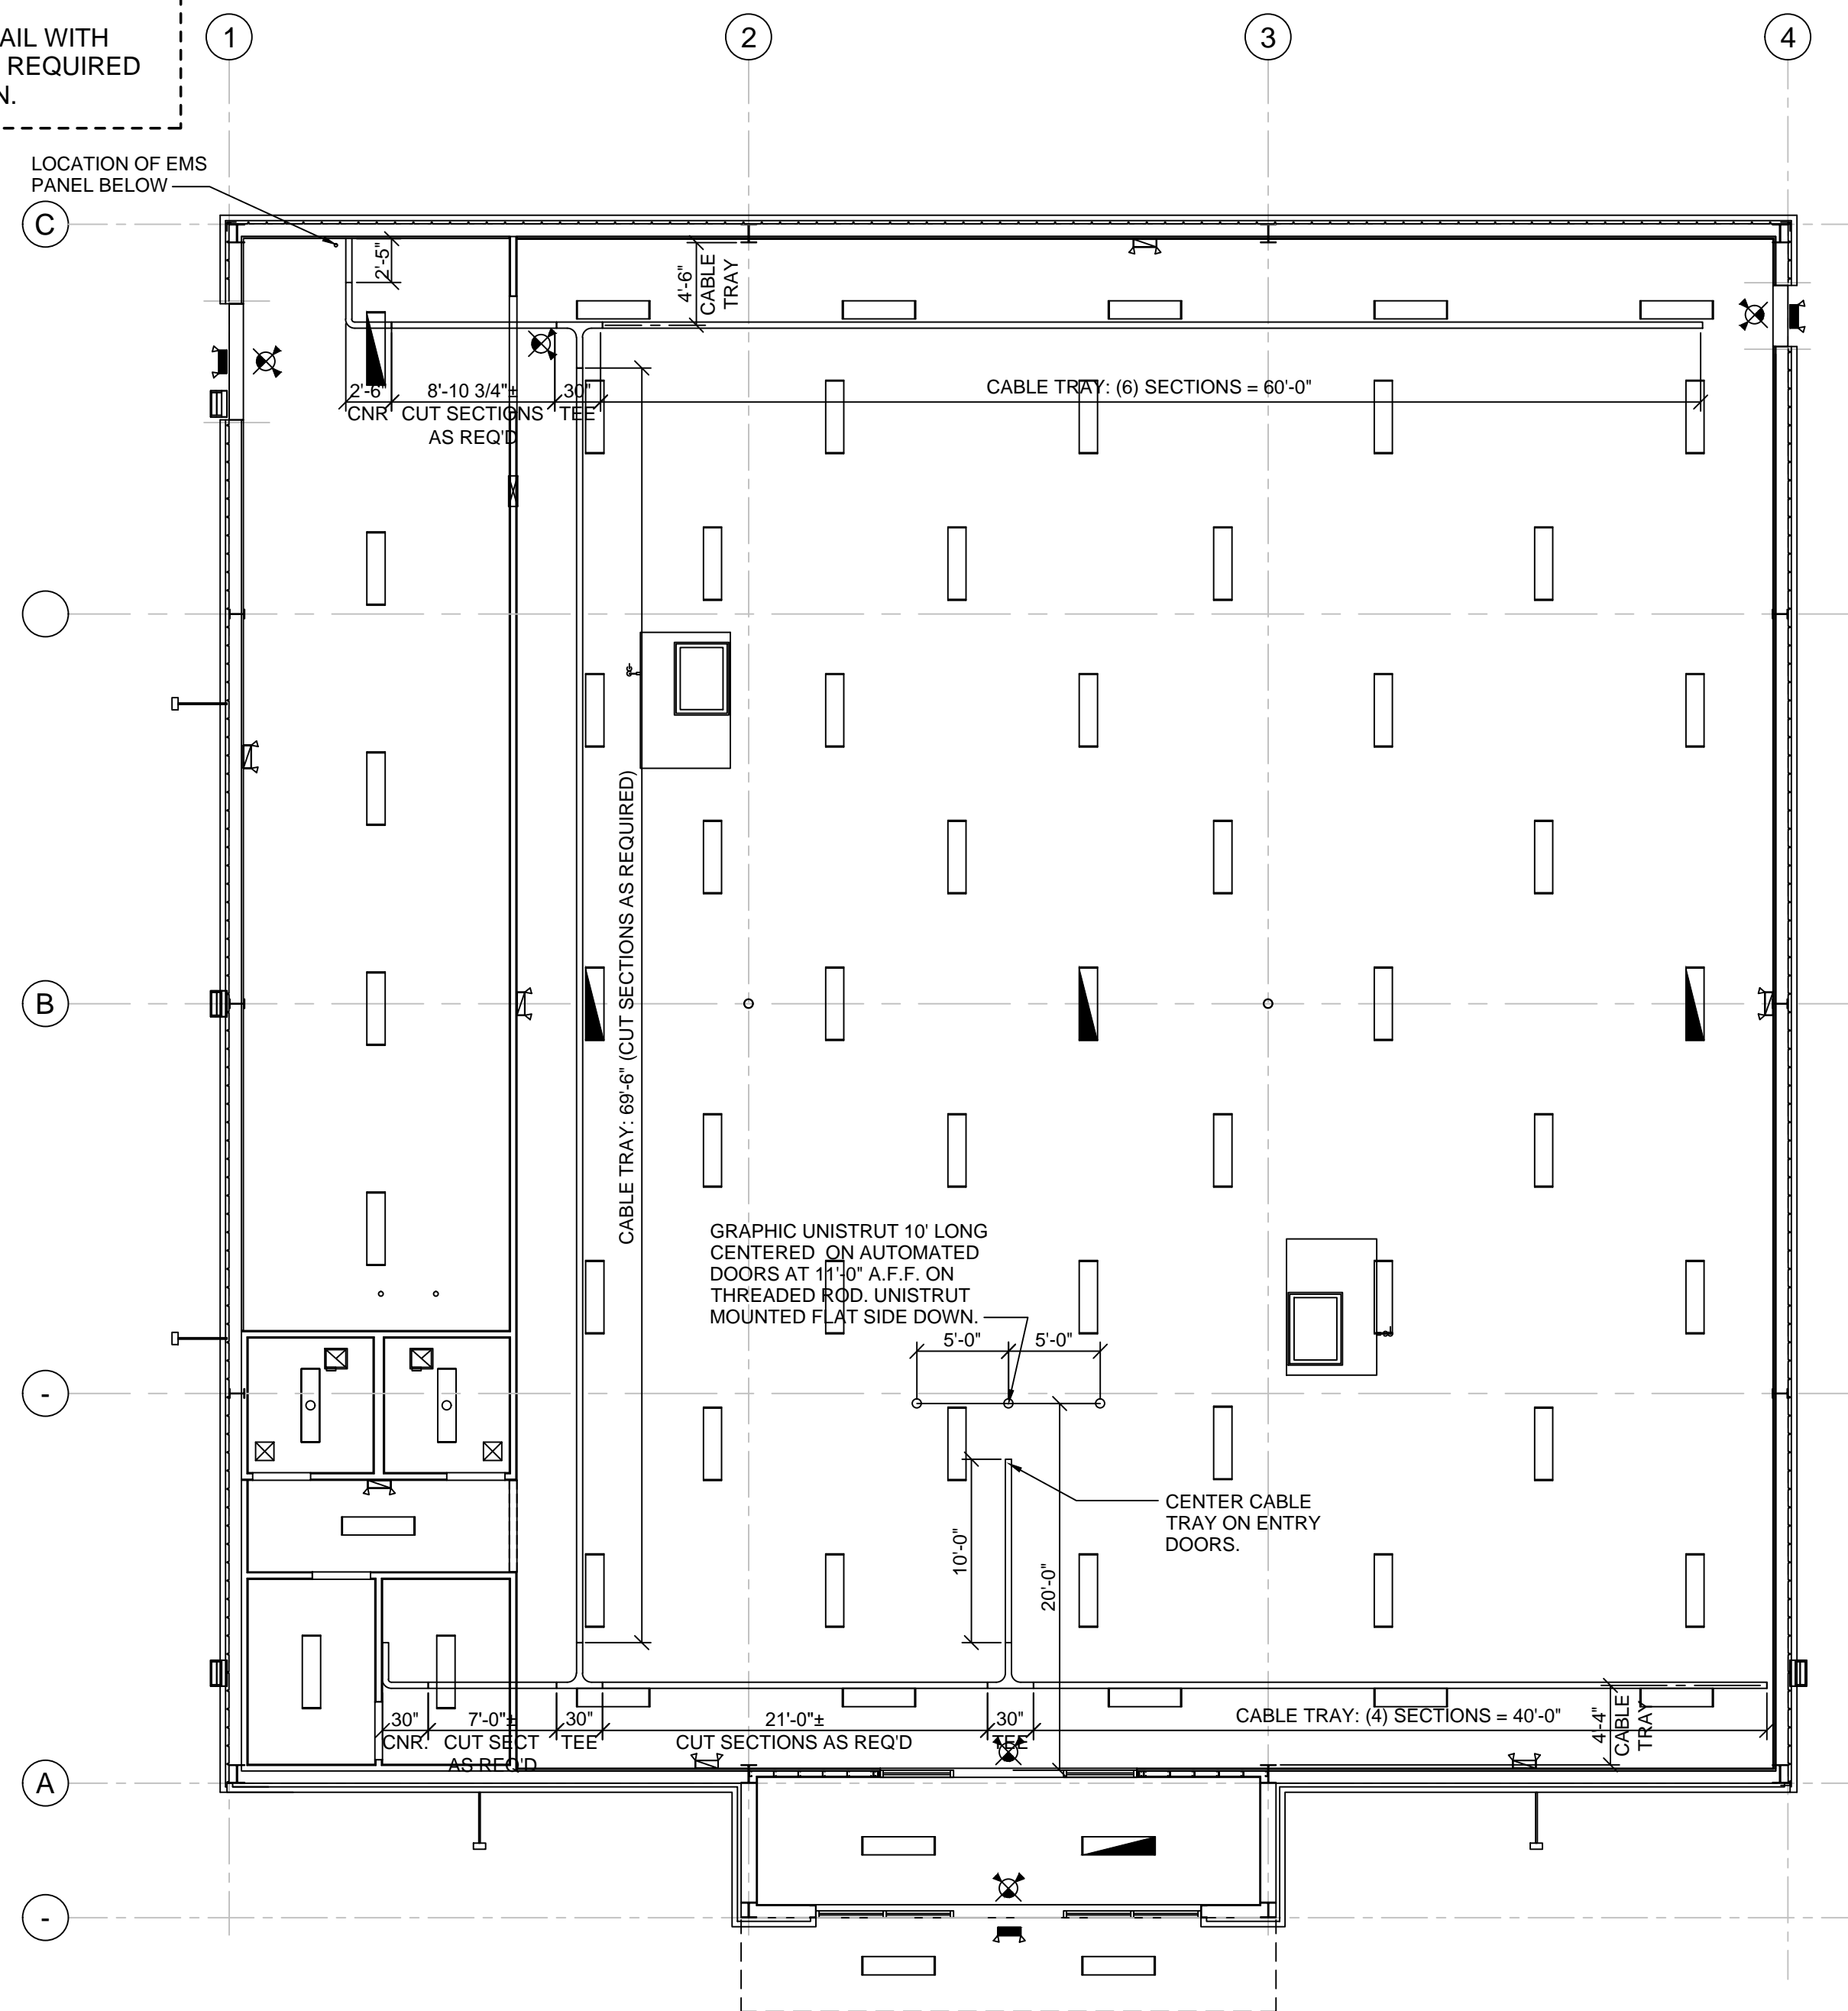 AIL WITH
REQUIRED
N.
1
2
3
4
LOCATION OF EMS
PANEL BELOW
C
2'-5"
4'-6"
CABLE
TRAY
2'-6"
CNR
8'-10 3/4"±
CUT SECTIONS
AS REQ'D
30"
TEE
CABLE TRAY: (6) SECTIONS = 60'-0"
CABLE TRAY: 69'-6" (CUT SECTIONS AS REQUIRED)
B
GRAPHIC UNISTRUT 10' LONG
CENTERED ON AUTOMATED
DOORS AT 11'-0" A.F.F. ON
THREADED ROD. UNISTRUT
MOUNTED FLAT SIDE DOWN.
5'-0"
5'-0"
-
CENTER CABLE
TRAY ON ENTRY
DOORS.
10'-0"
20'-0"
30"
CNR.
7'-0"±
CUT SECT
AS REQ'D
30"
TEE
21'-0"±
CUT SECTIONS AS REQ'D
30"
TEE
CABLE TRAY: (4) SECTIONS = 40'-0"
4'-4"
CABLE
TRAY
A
-